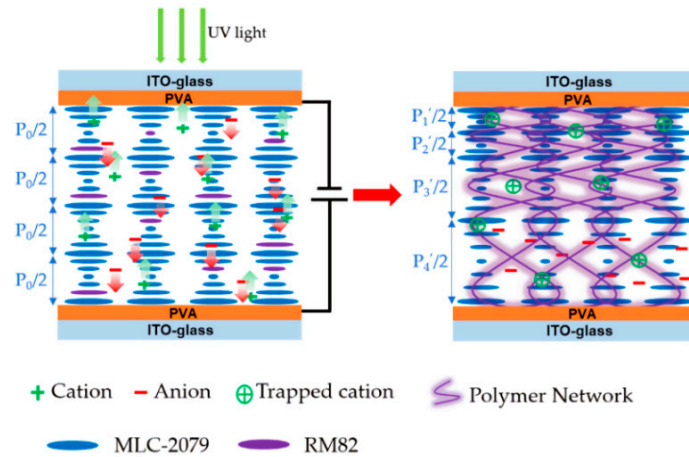 UV light
ITO-glass
PVA
P₀/2
P₀/2
P₀/2
P₀/2
PVA
ITO-glass
ITO-glass
PVA
P₁′/2
P₂′/2
P₃′/2
P₄′/2
PVA
ITO-glass
+ Cation
− Anion
⊕ Trapped cation
Polymer Network
MLC-2079
RM82